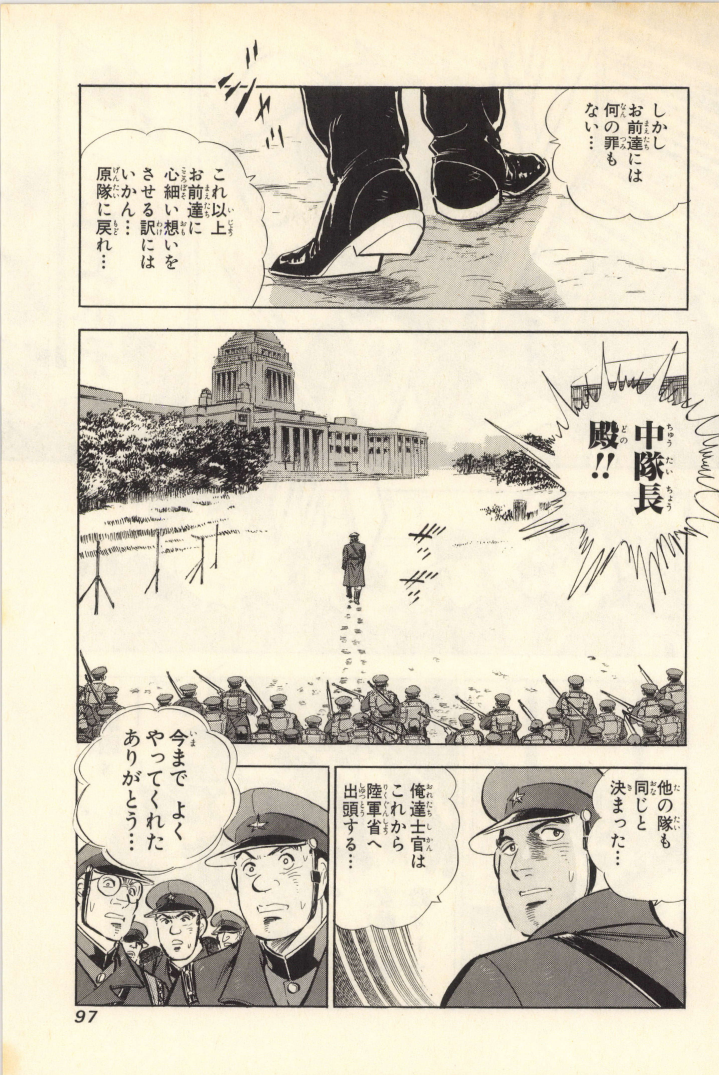 しかし
お前達には
何の罪も
ない…
これ以上
お前達に
心細い想いを
させる訳には
いかん…
原隊に戻れ…
中隊長
殿!!
他の隊も
同じと
決まった…
俺達士官は
これから
陸軍省へ
出頭する…
今まで よく
やってくれた
ありがとう…
97